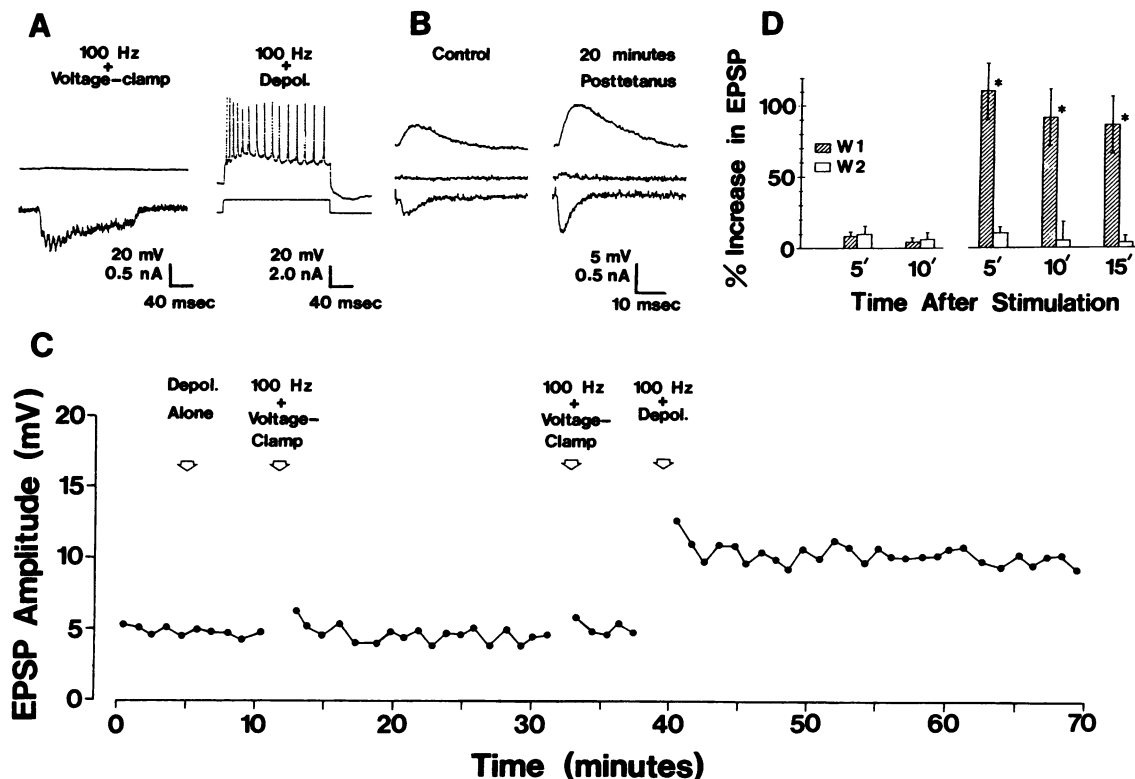 A
100 Hz
+
Voltage-clamp
100 Hz
+
Depol.
20 mV
0.5 nA
40 msec
20 mV
2.0 nA
40 msec
B
Control
20 minutes
Posttetanus
5 mV
0.5 nA
10 msec
D
% Increase in EPSP
100
50
0
W1
W2
*
*
*
5′
10′
5′
10′
15′
Time After Stimulation
C
EPSP Amplitude (mV)
20
15
10
5
0
Depol.
Alone
100 Hz
+
Voltage-
Clamp
100 Hz
+
Voltage-
Clamp
100 Hz
+
Depol.
0
10
20
30
40
50
60
70
Time (minutes)